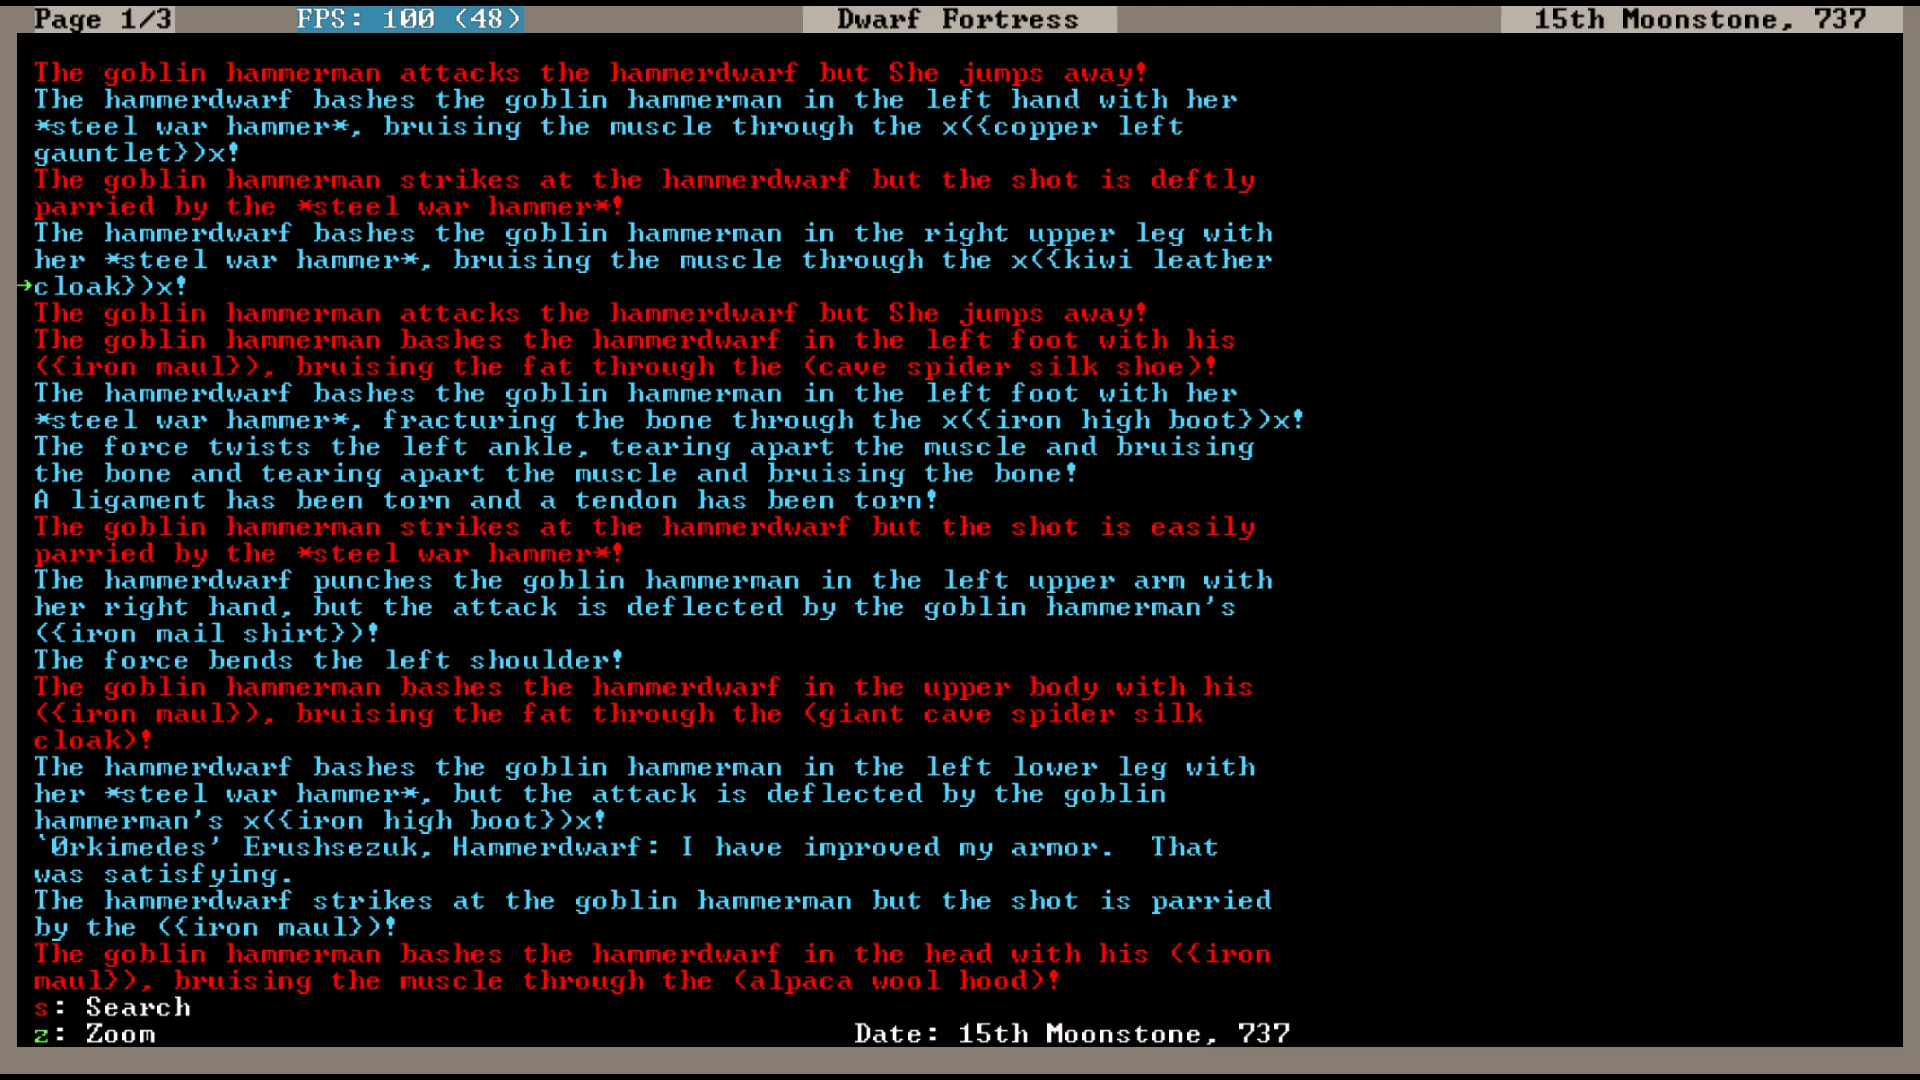 Page 1/3 FPS: 100 (48) Dwarf Fortress 15th Moonstone, 737
The goblin hammerman attacks the hammerdwarf but She jumps away!
The hammerdwarf bashes the goblin hammerman in the left hand with her
*steel war hammer*, bruising the muscle through the x({copper left
gauntlet})x!
The goblin hammerman strikes at the hammerdwarf but the shot is deftly
parried by the *steel war hammer*!
The hammerdwarf bashes the goblin hammerman in the right upper leg with
her *steel war hammer*, bruising the muscle through the x({kiwi leather
→cloak})x!
The goblin hammerman attacks the hammerdwarf but She jumps away!
The goblin hammerman bashes the hammerdwarf in the left foot with his
({iron maul}), bruising the fat through the (cave spider silk shoe)!
The hammerdwarf bashes the goblin hammerman in the left foot with her
*steel war hammer*, fracturing the bone through the x({iron high boot})x!
The force twists the left ankle, tearing apart the muscle and bruising
the bone and tearing apart the muscle and bruising the bone!
A ligament has been torn and a tendon has been torn!
The goblin hammerman strikes at the hammerdwarf but the shot is easily
parried by the *steel war hammer*!
The hammerdwarf punches the goblin hammerman in the left upper arm with
her right hand, but the attack is deflected by the goblin hammerman's
({iron mail shirt})!
The force bends the left shoulder!
The goblin hammerman bashes the hammerdwarf in the upper body with his
({iron maul}), bruising the fat through the (giant cave spider silk
cloak)!
The hammerdwarf bashes the goblin hammerman in the left lower leg with
her *steel war hammer*, but the attack is deflected by the goblin
hammerman's x({iron high boot})x!
`0rkimedes' Erushsezuk, Hammerdwarf: I have improved my armor.  That
was satisfying.
The hammerdwarf strikes at the goblin hammerman but the shot is parried
by the ({iron maul})!
The goblin hammerman bashes the hammerdwarf in the head with his ({iron
maul}), bruising the muscle through the (alpaca wool hood)!
s: Search
z: Zoom Date: 15th Moonstone, 737